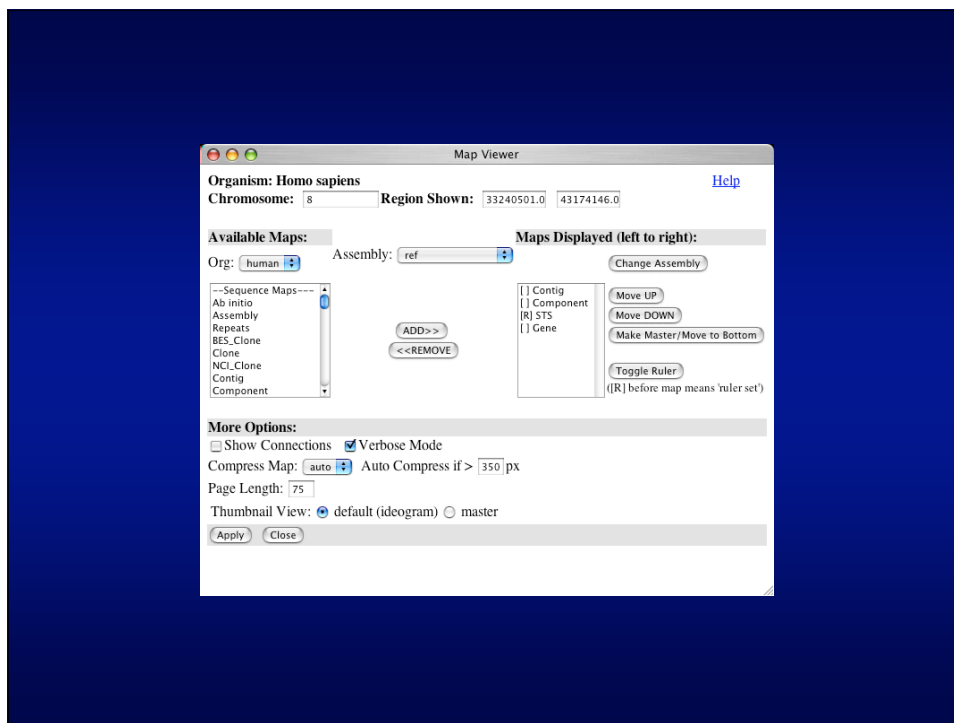 Map Viewer
Organism: Homo sapiens
Help
Chromosome: 8 Region Shown: 33240501.0 43174146.0
Available Maps:
Maps Displayed (left to right):
Org: human
Assembly: ref
Change Assembly
--Sequence Maps---
Ab initio
Assembly
Repeats
BES_Clone
Clone
NCI_Clone
Contig
Component
ADD>>
<<REMOVE
[ ] Contig
[ ] Component
[R] STS
[ ] Gene
Move UP
Move DOWN
Make Master/Move to Bottom
Toggle Ruler
([R] before map means 'ruler set')
More Options:
Show Connections Verbose Mode
Compress Map: auto Auto Compress if > 350 px
Page Length: 75
Thumbnail View: default (ideogram) master
Apply Close